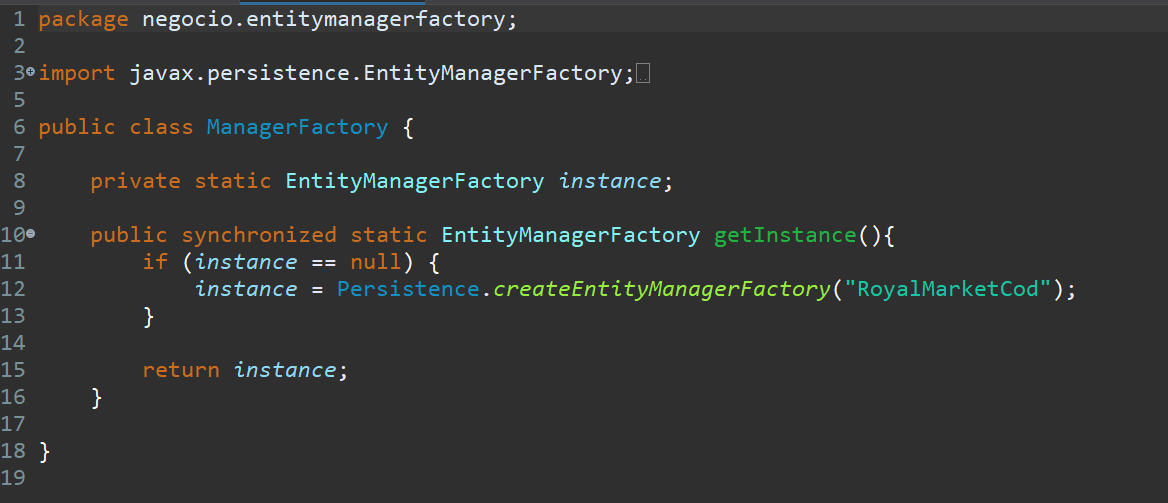 1 package negocio.entitymanagerfactory;
2
3 import javax.persistence.EntityManagerFactory;
5
6 public class ManagerFactory {
7
8 private static EntityManagerFactory instance;
9
10 public synchronized static EntityManagerFactory getInstance(){
11 if (instance == null) {
12 instance = Persistence.createEntityManagerFactory("RoyalMarketCod");
13 }
14
15 return instance;
16 }
17
18 }
19